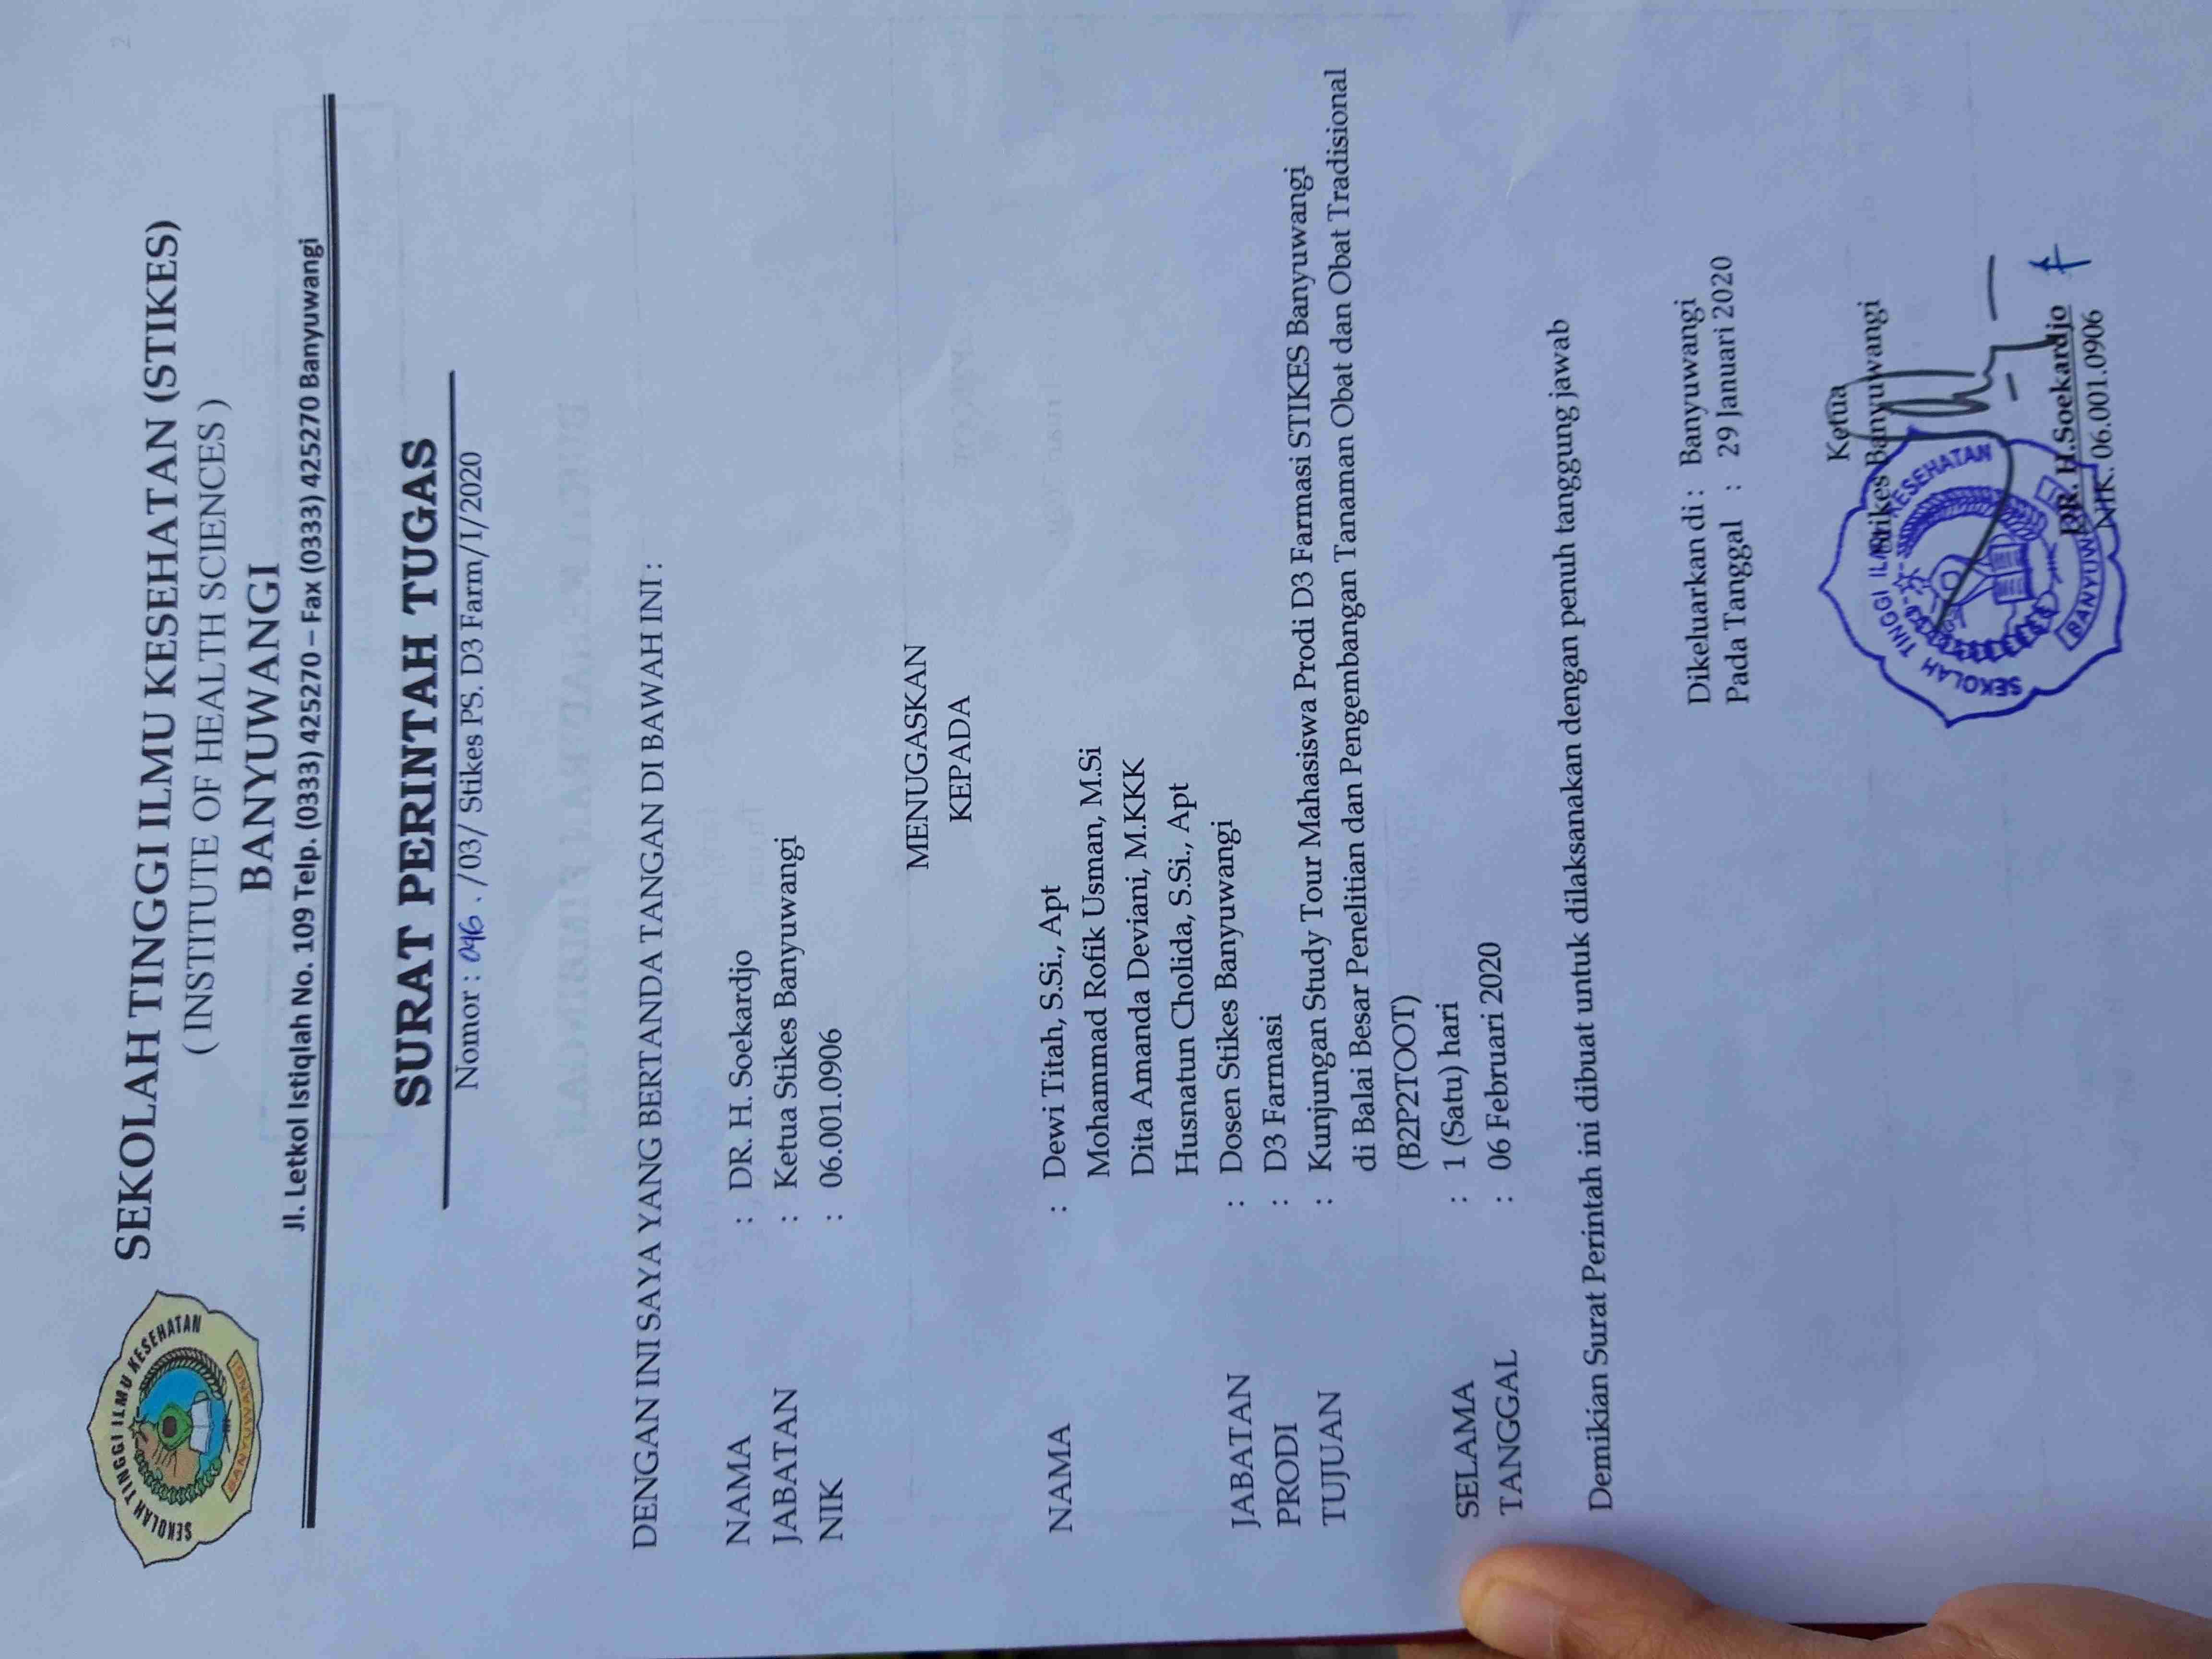 SEKOLAH TINGGI ILMU KESEHATAN
BANYUWANGI
SEKOLAH TINGGI ILMU KESEHATAN (STIKES)
( INSTITUTE OF HEALTH SCIENCES )
BANYUWANGI
Jl. Letkol Istiqlah No. 109 Telp. (0333) 425270 – Fax (0333) 425270 Banyuwangi
SURAT PERINTAH TUGAS
Nomor : 096 . /03/ Stikes PS. D3 Farm/I/2020
DENGAN INI SAYA YANG BERTANDA TANGAN DI BAWAH INI :
NAMA : DR. H. Soekardjo
JABATAN : Ketua Stikes Banyuwangi
NIK : 06.001.0906
MENUGASKAN
KEPADA
NAMA : Dewi Titah, S.Si., Apt
Mohammad Rofik Usman, M.Si
Dita Amanda Deviani, M.KKK
Husnatun Cholida, S.Si., Apt
JABATAN : Dosen Stikes Banyuwangi
PRODI : D3 Farmasi
TUJUAN : Kunjungan Study Tour Mahasiswa Prodi D3 Farmasi STIKES Banyuwangi
di Balai Besar Penelitian dan Pengembangan Tanaman Obat dan Obat Tradisional
(B2P2TOOT)
SELAMA : 1 (Satu) hari
TANGGAL : 06 Februari 2020
Demikian Surat Perintah ini dibuat untuk dilaksanakan dengan penuh tanggung jawab
Dikeluarkan di : Banyuwangi
Pada Tanggal : 29 Januari 2020
Ketua
Stikes Banyuwangi
SEKOLAH TINGGI ILMU KESEHATAN
BANYUWANGI
DR. H.Soekardjo
NIK. 06.001.0906